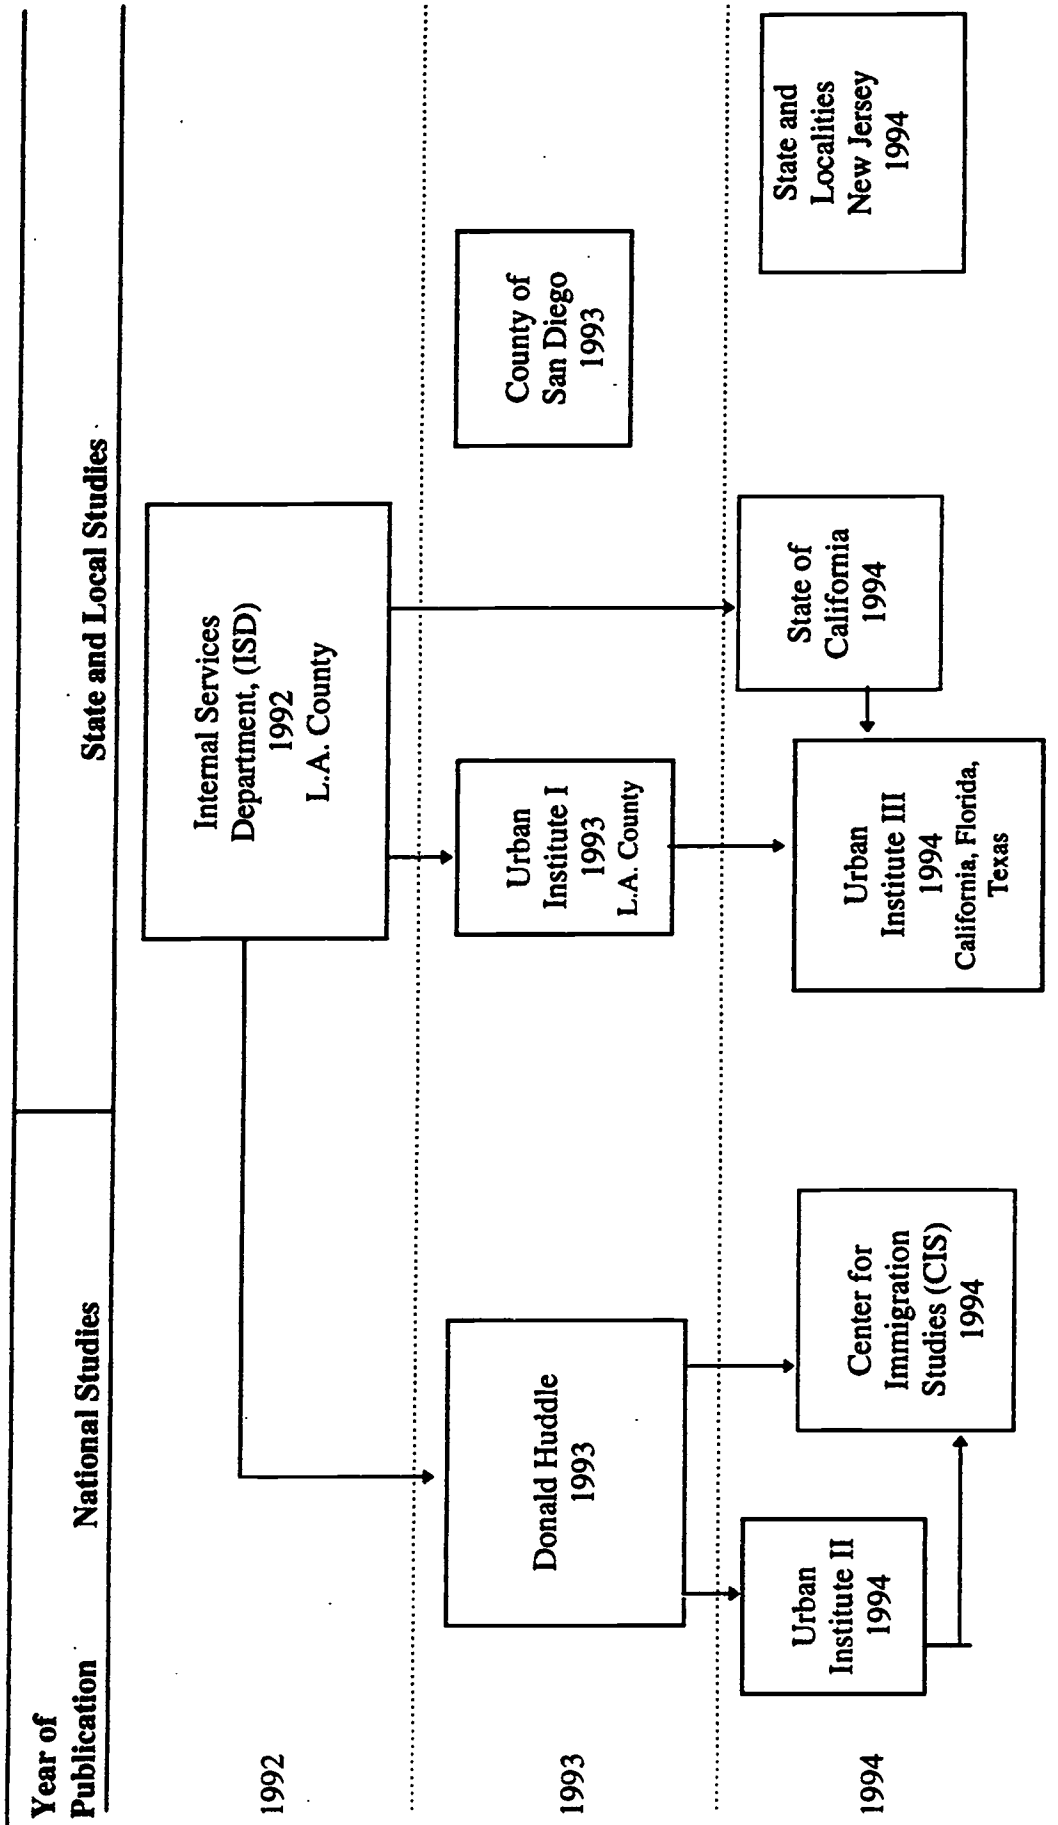 Year of
Publication
National Studies
State and Local Studies
1992
Internal Services
Department, (ISD)
1992
L.A. County
1993
Donald Huddle
1993
Urban
Institute I
1993
L.A. County
County of
San Diego
1993
1994
Urban
Institute II
1994
Center for
Immigration
Studies (CIS)
1994
Urban
Institute III
1994
California, Florida,
Texas
State of
California
1994
State and
Localities
New Jersey
1994